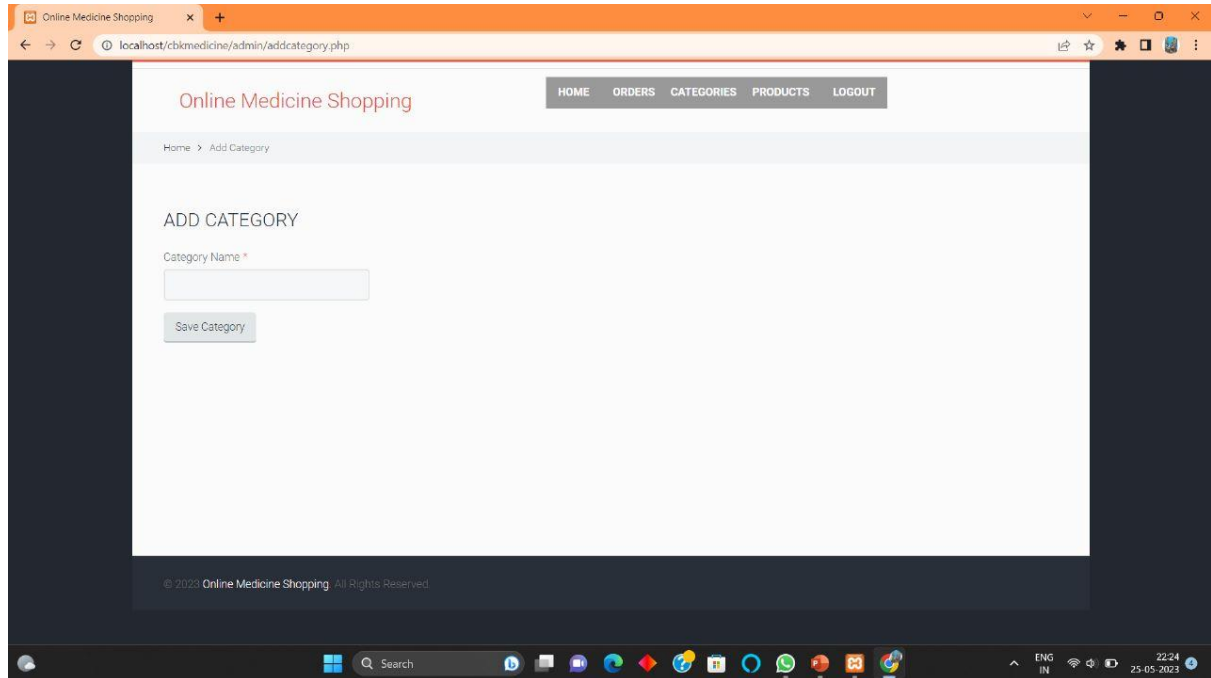 Online Medicine Shopping
localhost/cbkmedicine/admin/addcategory.php
Online Medicine Shopping
HOME ORDERS CATEGORIES PRODUCTS LOGOUT
Home > Add Category
ADD CATEGORY
Category Name *
Save Category
© 2023 Online Medicine Shopping. All Rights Reserved.
Search
ENG
IN
22:24
25-05-2023
4